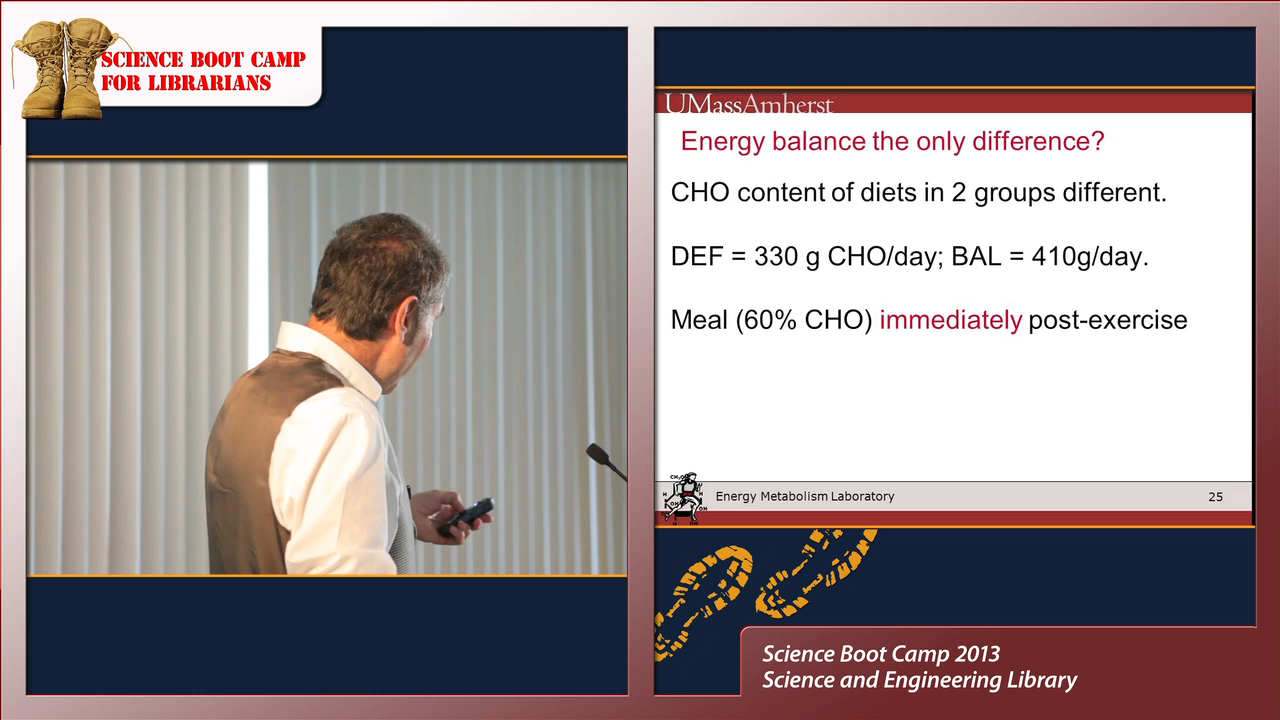 SCIENCE BOOT CAMP
FOR LIBRARIANS
UMassAmherst
Energy balance the only difference?
CHO content of diets in 2 groups different.
DEF = 330 g CHO/day; BAL = 410g/day.
Meal (60% CHO) immediately post-exercise
Energy Metabolism Laboratory
25
Science Boot Camp 2013
Science and Engineering Library